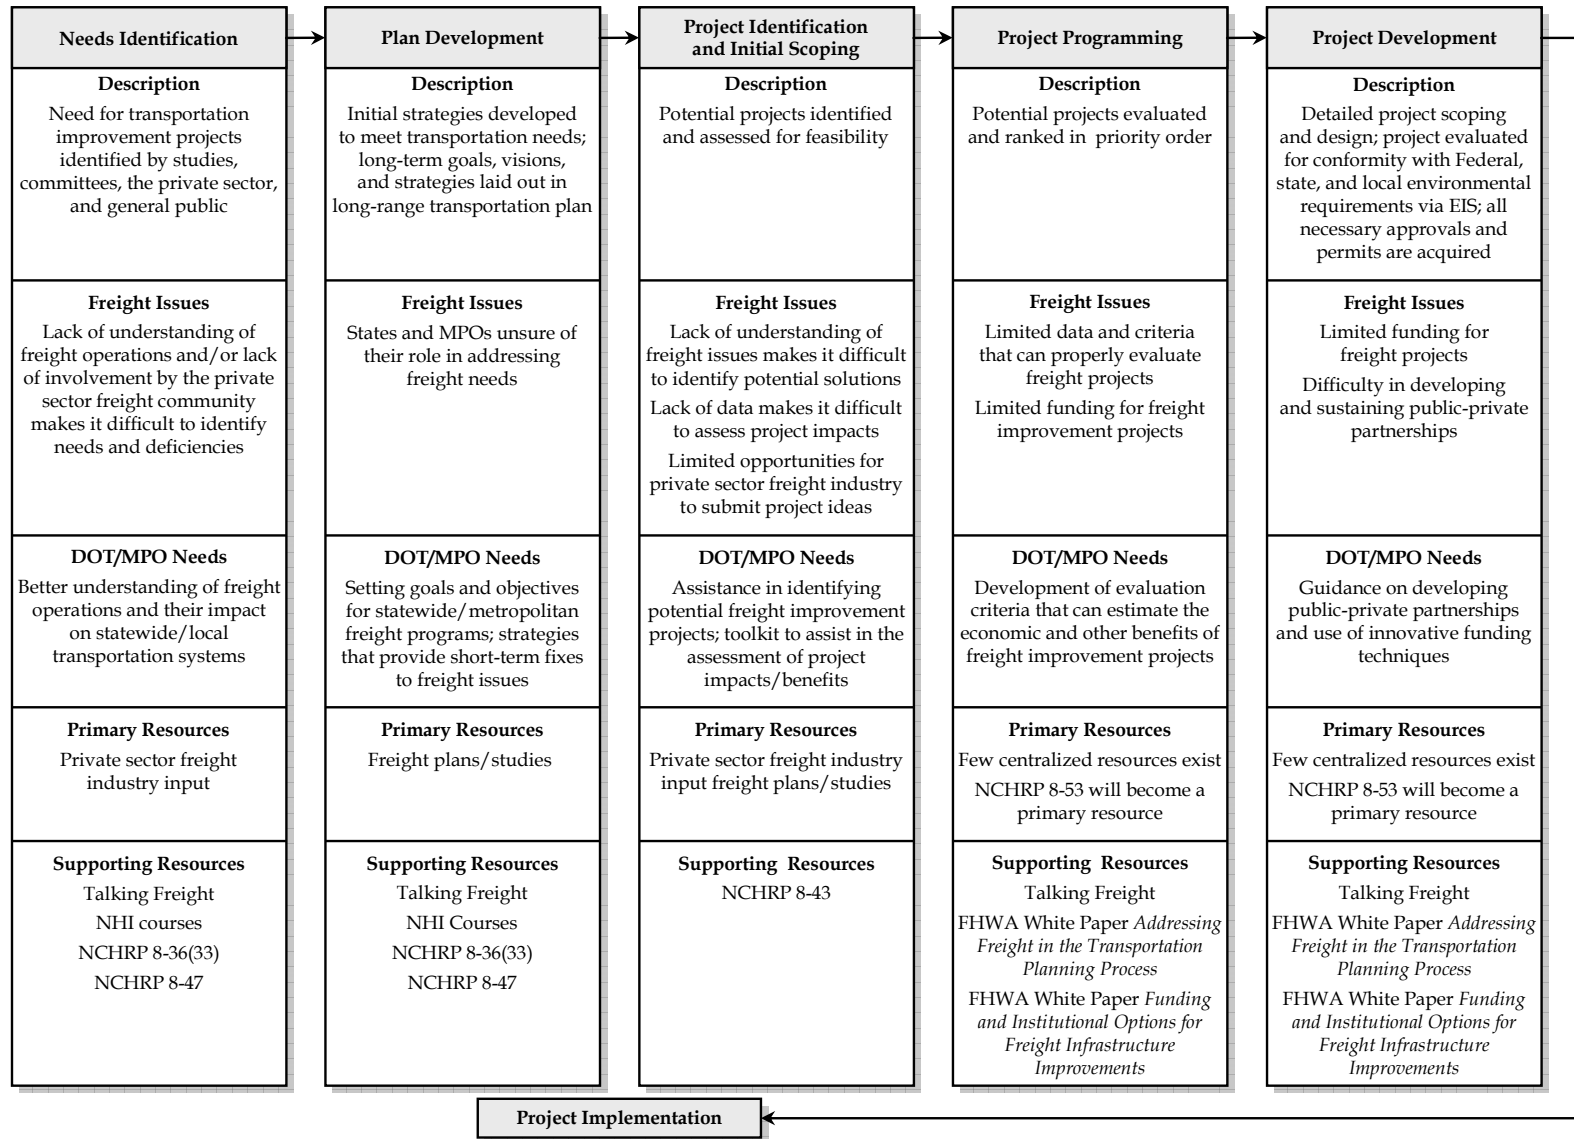 Needs Identification
Description
Need for transportation
improvement projects
identified by studies,
committees, the private sector,
and general public
Freight Issues
Lack of understanding of
freight operations and/or lack
of involvement by the private
sector freight community
makes it difficult to identify
needs and deficiencies
DOT/MPO Needs
Better understanding of freight
operations and their impact
on statewide/local
transportation systems
Primary Resources
Private sector freight
industry input
Supporting Resources
Talking Freight
NHI courses
NCHRP 8-36(33)
NCHRP 8-47
Plan Development
Description
Initial strategies developed
to meet transportation needs;
long-term goals, visions,
and strategies laid out in
long-range transportation plan
Freight Issues
States and MPOs unsure of
their role in addressing
freight needs
DOT/MPO Needs
Setting goals and objectives
for statewide/metropolitan
freight programs; strategies
that provide short-term fixes
to freight issues
Primary Resources
Freight plans/studies
Supporting Resources
Talking Freight
NHI Courses
NCHRP 8-36(33)
NCHRP 8-47
Project Identification
and Initial Scoping
Description
Potential projects identified
and assessed for feasibility
Freight Issues
Lack of understanding of
freight issues makes it difficult
to identify potential solutions
Lack of data makes it difficult
to assess project impacts
Limited opportunities for
private sector freight industry
to submit project ideas
DOT/MPO Needs
Assistance in identifying
potential freight improvement
projects; toolkit to assist in the
assessment of project
impacts/benefits
Primary Resources
Private sector freight industry
input freight plans/studies
Supporting Resources
NCHRP 8-43
Project Programming
Description
Potential projects evaluated
and ranked in priority order
Freight Issues
Limited data and criteria
that can properly evaluate
freight projects
Limited funding for freight
improvement projects
DOT/MPO Needs
Development of evaluation
criteria that can estimate the
economic and other benefits of
freight improvement projects
Primary Resources
Few centralized resources exist
NCHRP 8-53 will become a
primary resource
Supporting Resources
Talking Freight
FHWA White Paper Addressing
Freight in the Transportation
Planning Process
FHWA White Paper Funding
and Institutional Options for
Freight Infrastructure
Improvements
Project Development
Description
Detailed project scoping
and design; project evaluated
for conformity with Federal,
state, and local environmental
requirements via EIS; all
necessary approvals and
permits are acquired
Freight Issues
Limited funding for
freight projects
Difficulty in developing
and sustaining public-private
partnerships
DOT/MPO Needs
Guidance on developing
public-private partnerships
and use of innovative funding
techniques
Primary Resources
Few centralized resources exist
NCHRP 8-53 will become a
primary resource
Supporting Resources
Talking Freight
FHWA White Paper Addressing
Freight in the Transportation
Planning Process
FHWA White Paper Funding
and Institutional Options for
Freight Infrastructure
Improvements
Project Implementation